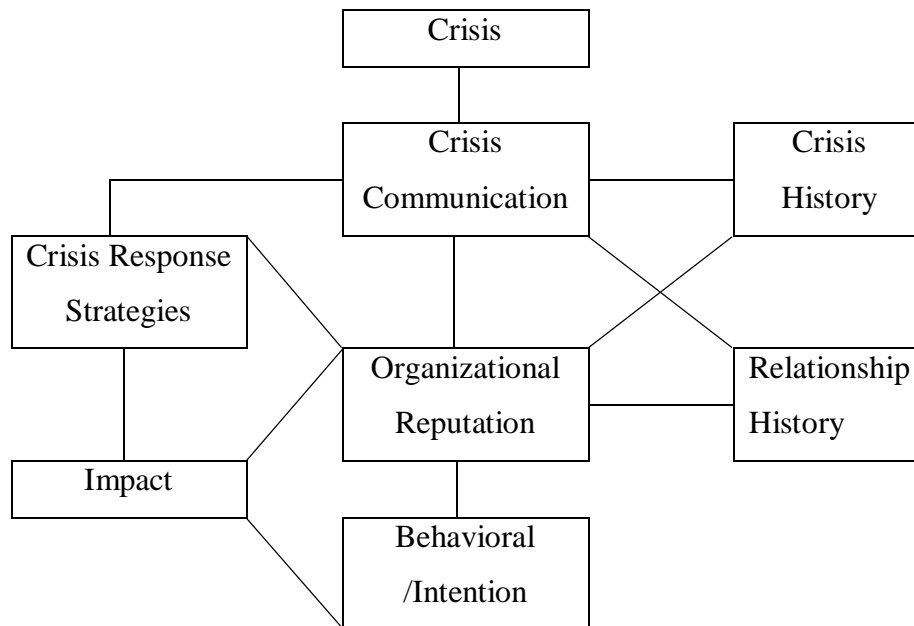 Crisis
Crisis
Communication
Crisis
History
Crisis Response
Strategies
Organizational
Reputation
Relationship
History
Impact
Behavioral
/Intention